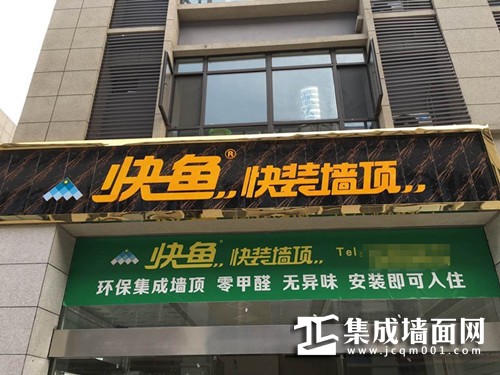 快鱼® 快装墙顶
快鱼 快装墙顶 Tel:
环保集成墙顶 零甲醛 无异味 安装即可入住
集成墙面网
www.jcqm001.com